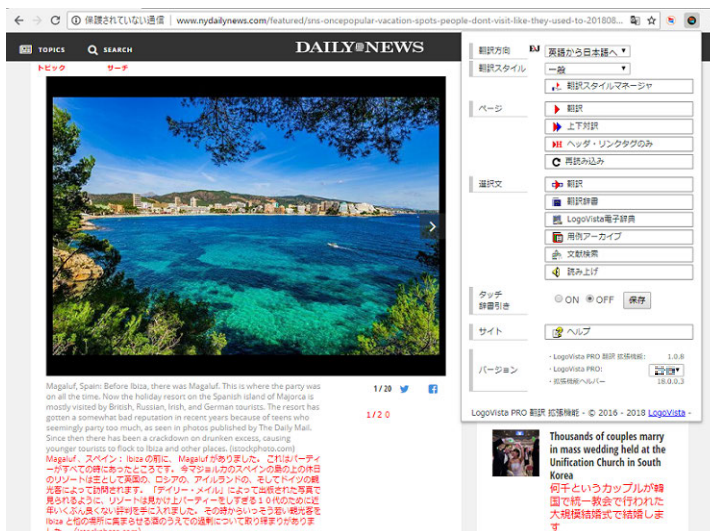 保護されていない通信 | www.nydailynews.com/featured/sns-oncepopular-vacation-spots-people-dont-visit-like-they-used-to-201808...
TOPICS SEARCH DAILY NEWS
トピック サーチ
翻訳方向 EJ 英語から日本語へ
翻訳スタイル 一般
翻訳スタイルマネージャ
ページ 翻訳
上下対訳
ヘッダ・リンクタグのみ
再読み込み
選択文 翻訳
翻訳辞書
LogoVista電子辞典
用例アーカイブ
文献検索
読み上げ
タッチ
辞書引き ON OFF 保存
サイト ヘルプ
バージョン
・LogoVista PRO 翻訳 拡張機能: 1.0.6
・LogoVista PRO:
・拡張機能ヘルパー 18.0.0.3
LogoVista PRO 翻訳 拡張機能 - © 2016 - 2018 LogoVista -
Magaluf, Spain: Before Ibiza, there was Magaluf. This is where the party was
on all the time. Now the holiday resort on the Spanish island of Majorca is
mostly visited by British, Russian, Irish, and German tourists. The resort has
gotten a somewhat bad reputation in recent years because of teens who
seemingly party too much, as seen in photos published by The Daily Mail.
Since then there has been a crackdown on drunken excess, causing
younger tourists to flock to Ibiza and other places. (istockphoto.com)
1 / 20
1/20
Magaluf、スペイン: Ibizaの前に、Magalufがありました。これはパーティ
ーがすべての時にあったところです。今マジョルカのスペインの島の上の休日
のリゾートは主として英国の、ロシアの、アイルランドの、そしてドイツの観
光客によって訪問されます。「デイリー・メイル」によって出版された写真で
見られるように、リゾートは見かけ上パーティーをしすぎる１０代のために近
年いくぶん良くない評判を手に入れました。その時からいっそう若い観光客を
Ibizaと他の場所に集まらせる酒のうえでの過剰について取り締まりがありま
した。(istockphoto.com)
Thousands of couples marry
in mass wedding held at the
Unification Church in South
Korea
何千というカップルが韓
国で統一教会で行われた
大規模結婚式で結婚しま
す